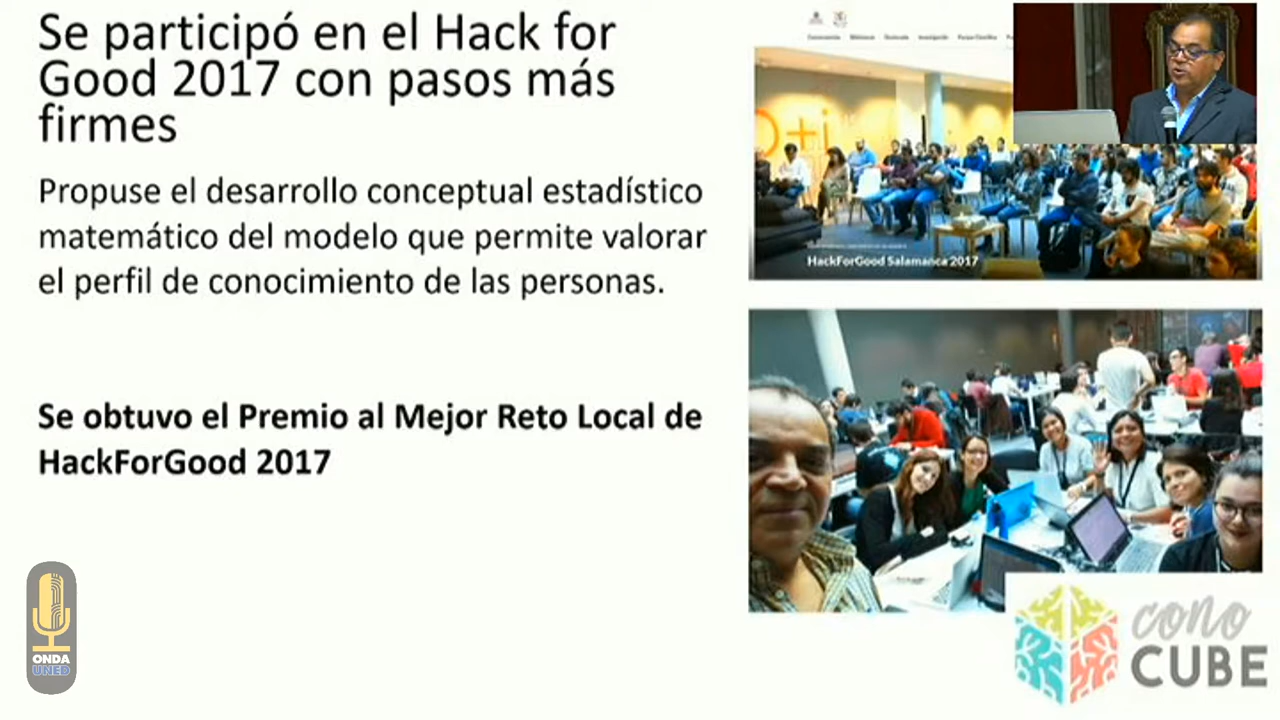 Se participó en el Hack for
Good 2017 con pasos más
firmes
Propuse el desarrollo conceptual estadístico
matemático del modelo que permite valorar
el perfil de conocimiento de las personas.
Se obtuvo el Premio al Mejor Reto Local de
HackForGood 2017
HackForGood Salamanca 2017
cono
CUBE
ONDA
UNED